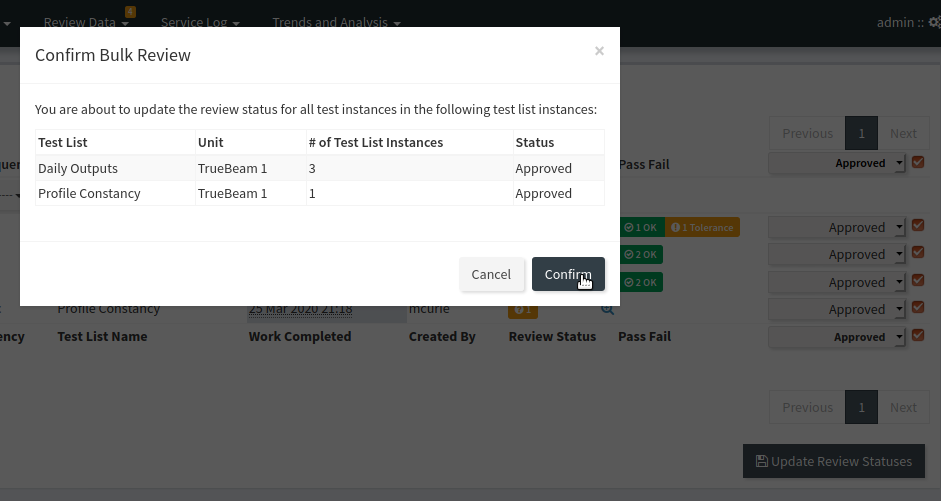 Review Data 4 Service Log Trends and Analysis admin ::
Confirm Bulk Review ×
You are about to update the review status for all test instances in the following test list instances:
Test List Unit # of Test List Instances Status
Daily Outputs TrueBeam 1 3 Approved
Profile Constancy TrueBeam 1 1 Approved
Cancel Confirm
Previous 1 Next
Pass Fail Approved
1 OK 1 Tolerance Approved
2 OK Approved
2 OK Approved
Profile Constancy 25 Mar 2020 21:18 mcurie 1 Approved
ency Test List Name Work Completed Created By Review Status Pass Fail Approved
Previous 1 Next
Update Review Statuses